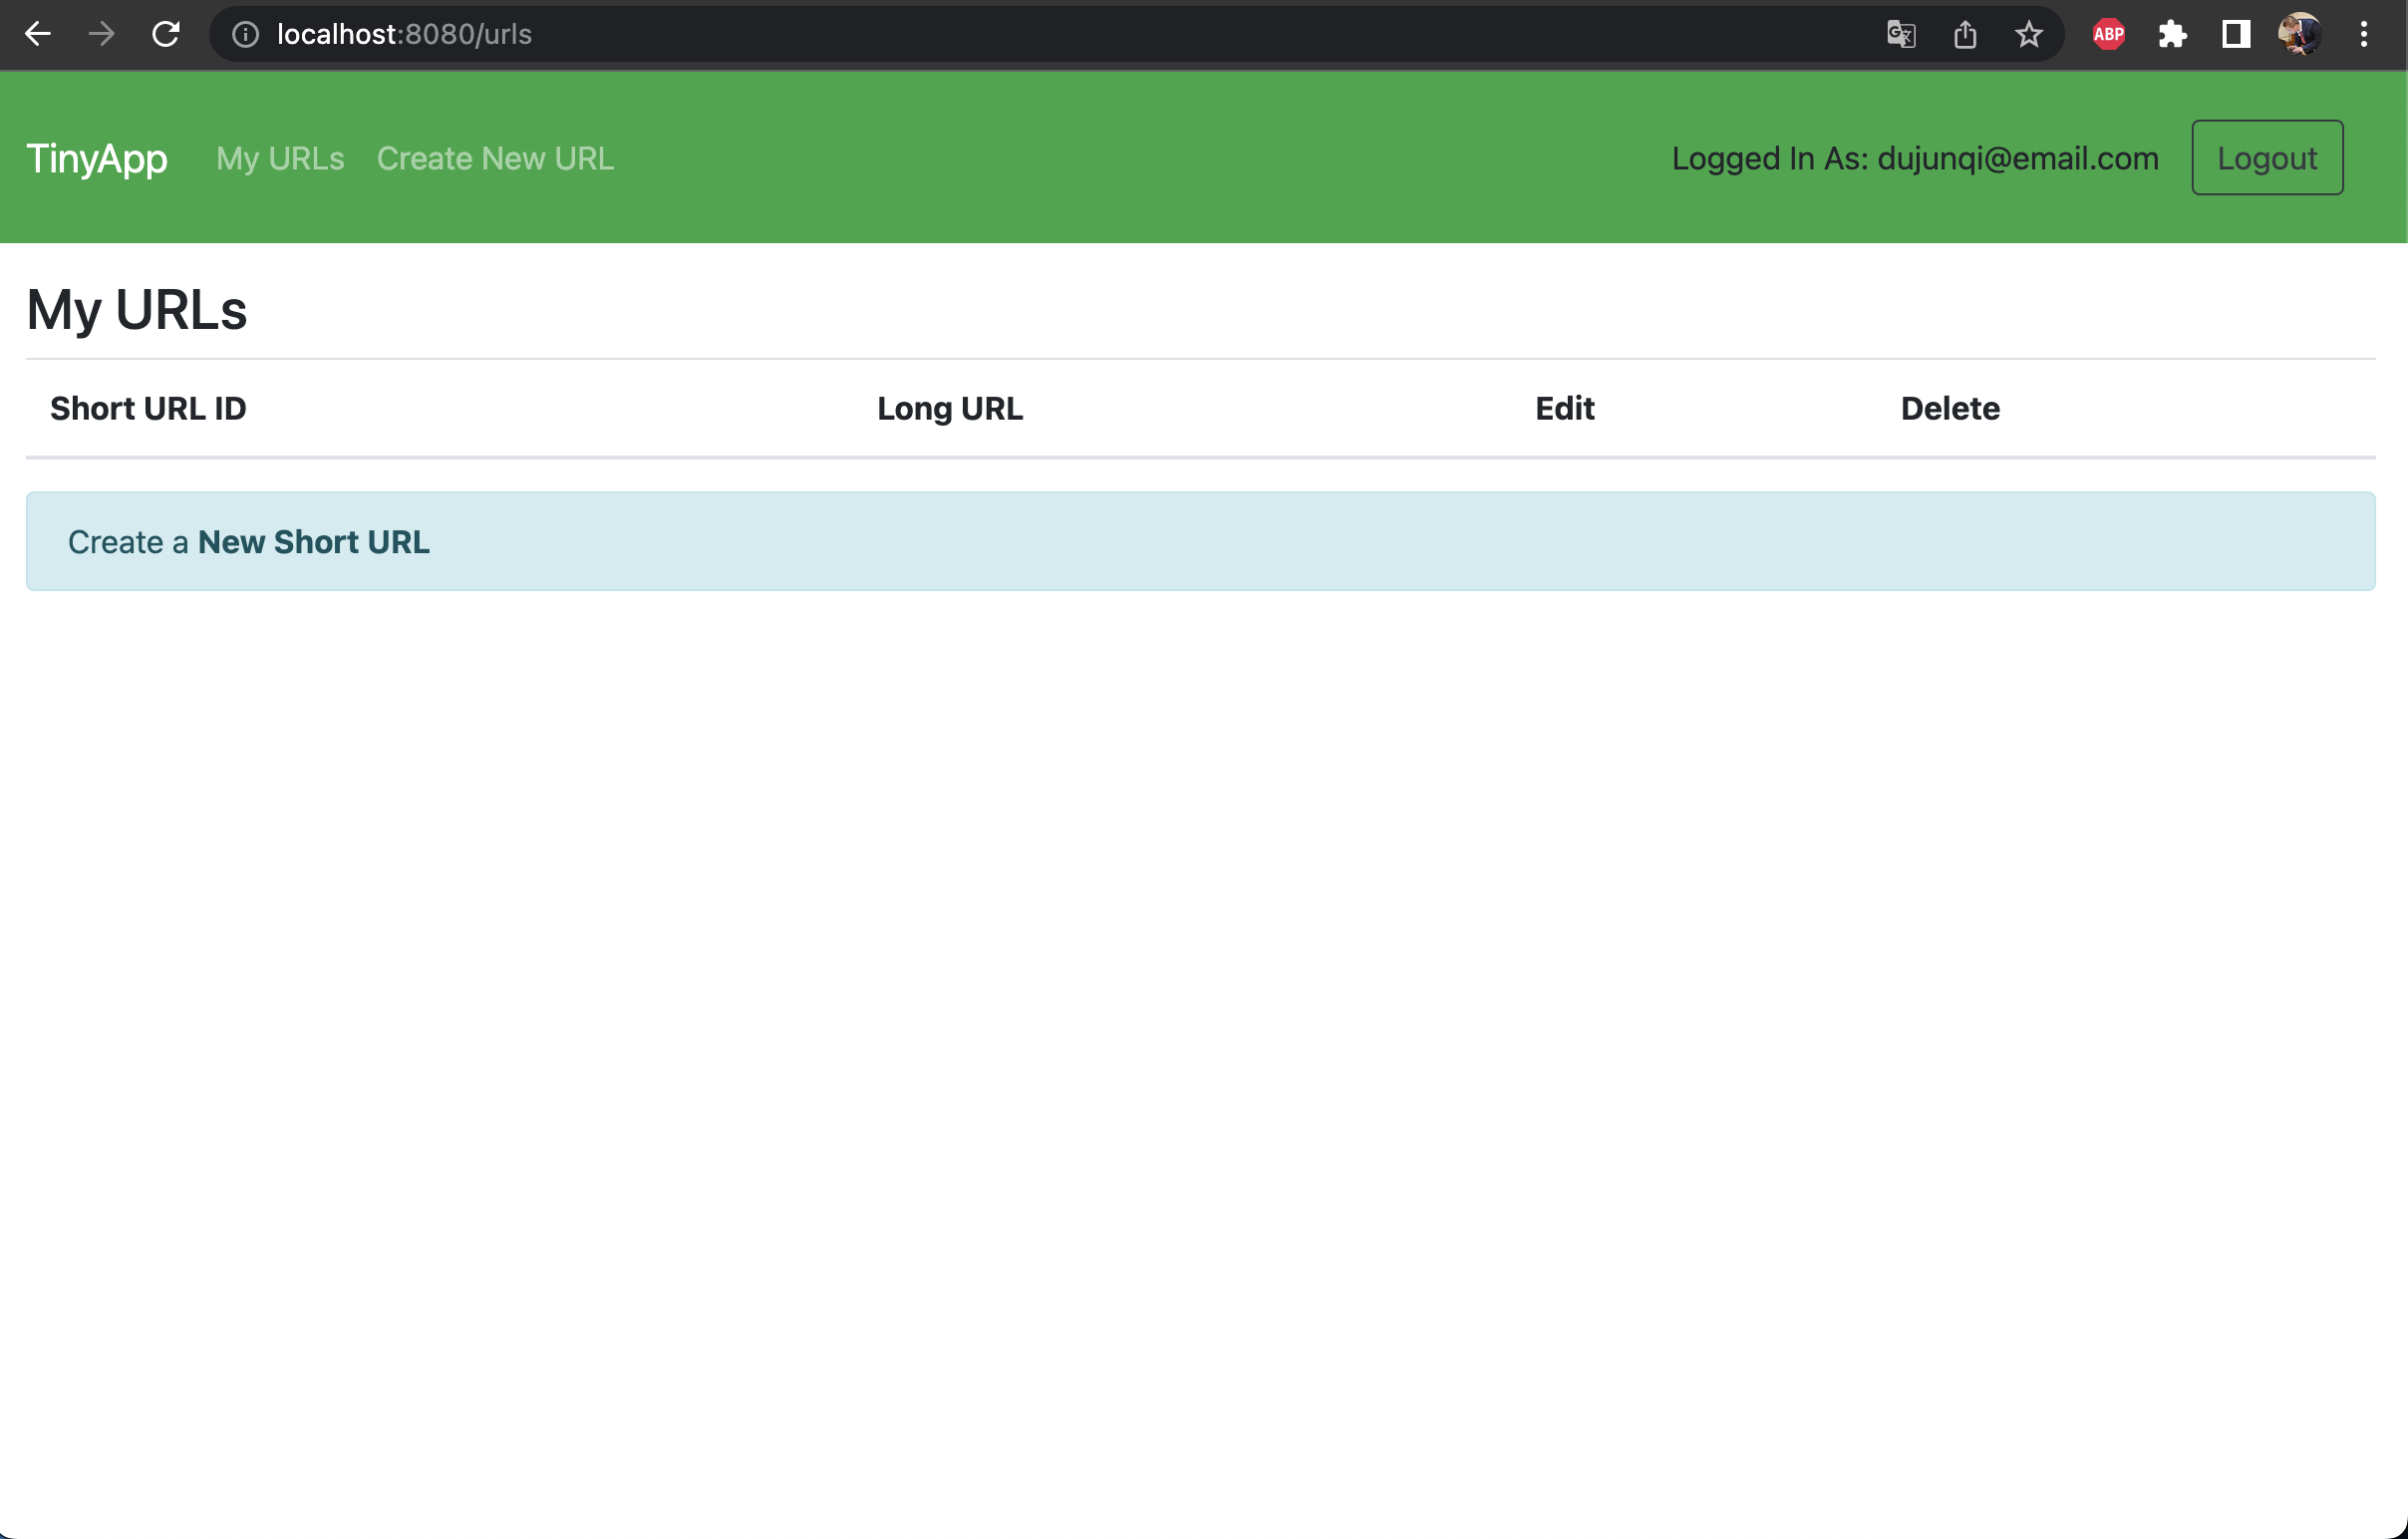 localhost:8080/urls
ABP
TinyApp My URLs Create New URL Logged In As: dujunqi@email.com Logout
My URLs
Short URL ID Long URL Edit Delete
Create a New Short URL